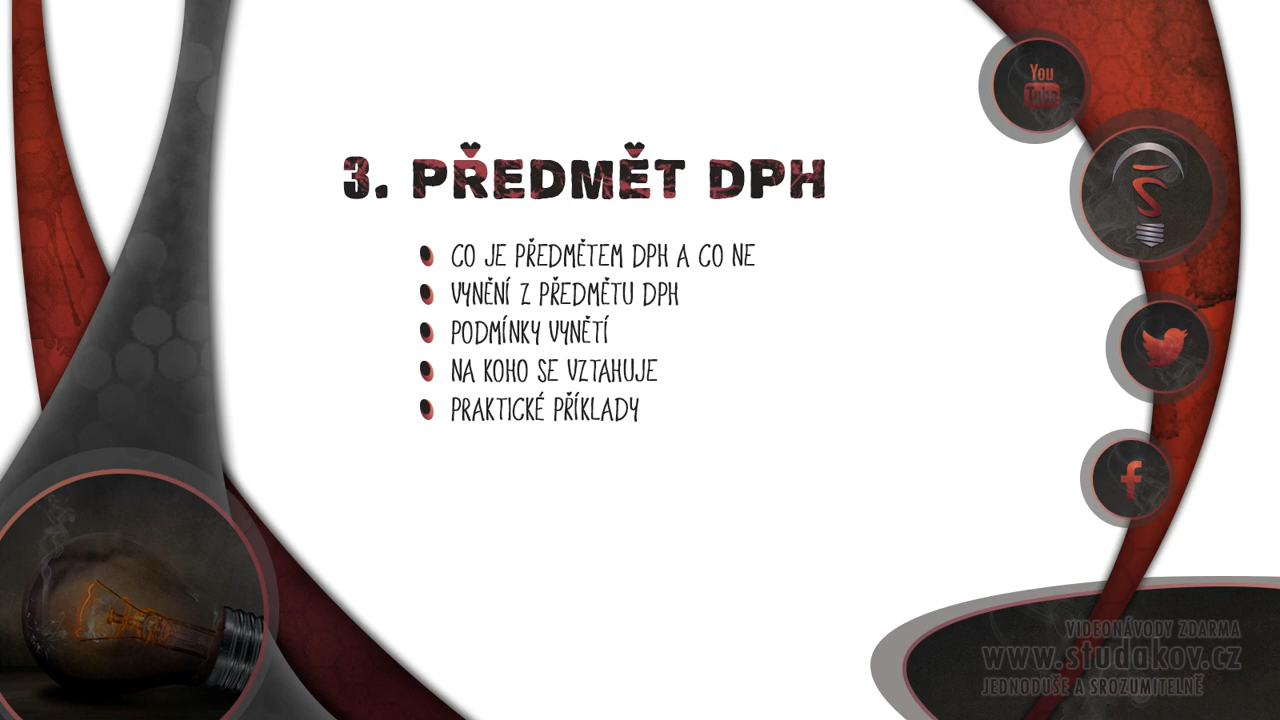 3. PŘEDMĚT DPH
CO JE PŘEDMĚTEM DPH A CO NE
VYNĚNÍ Z PŘEDMĚTU DPH
PODMÍNKY VYNĚTÍ
NA KOHO SE VZTAHUJE
PRAKTICKÉ PŘÍKLADY
You
Tube
VIDEONÁVODY ZDARMA
www.studakov.cz
JEDNODUŠE A SROZUMITELNĚ